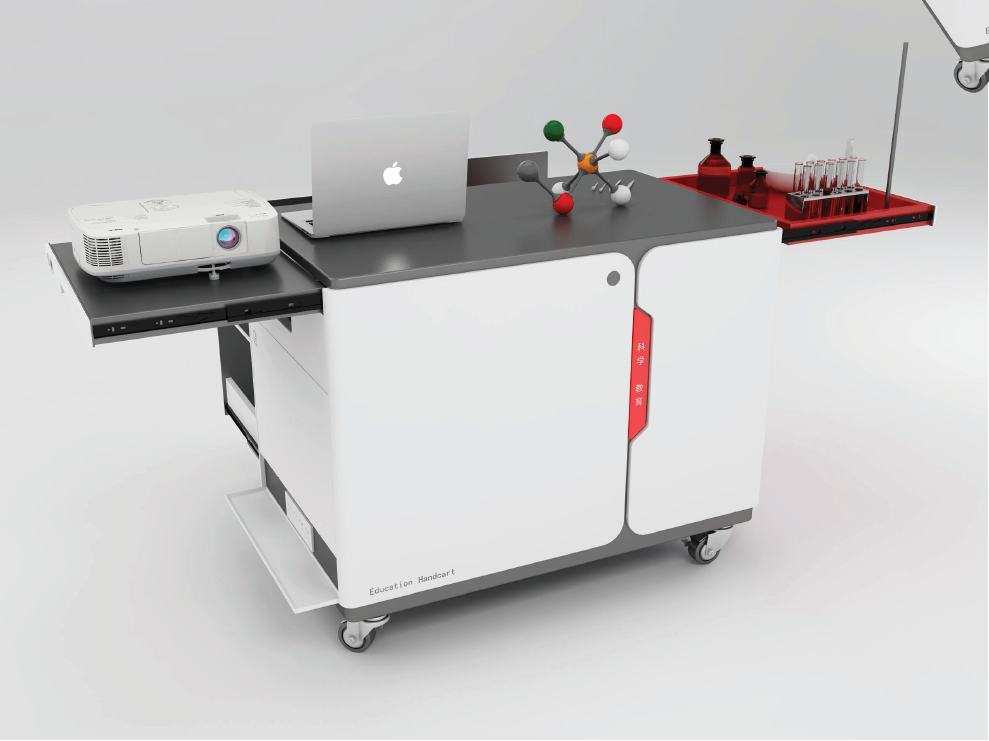 科学 教育
Education Handcart